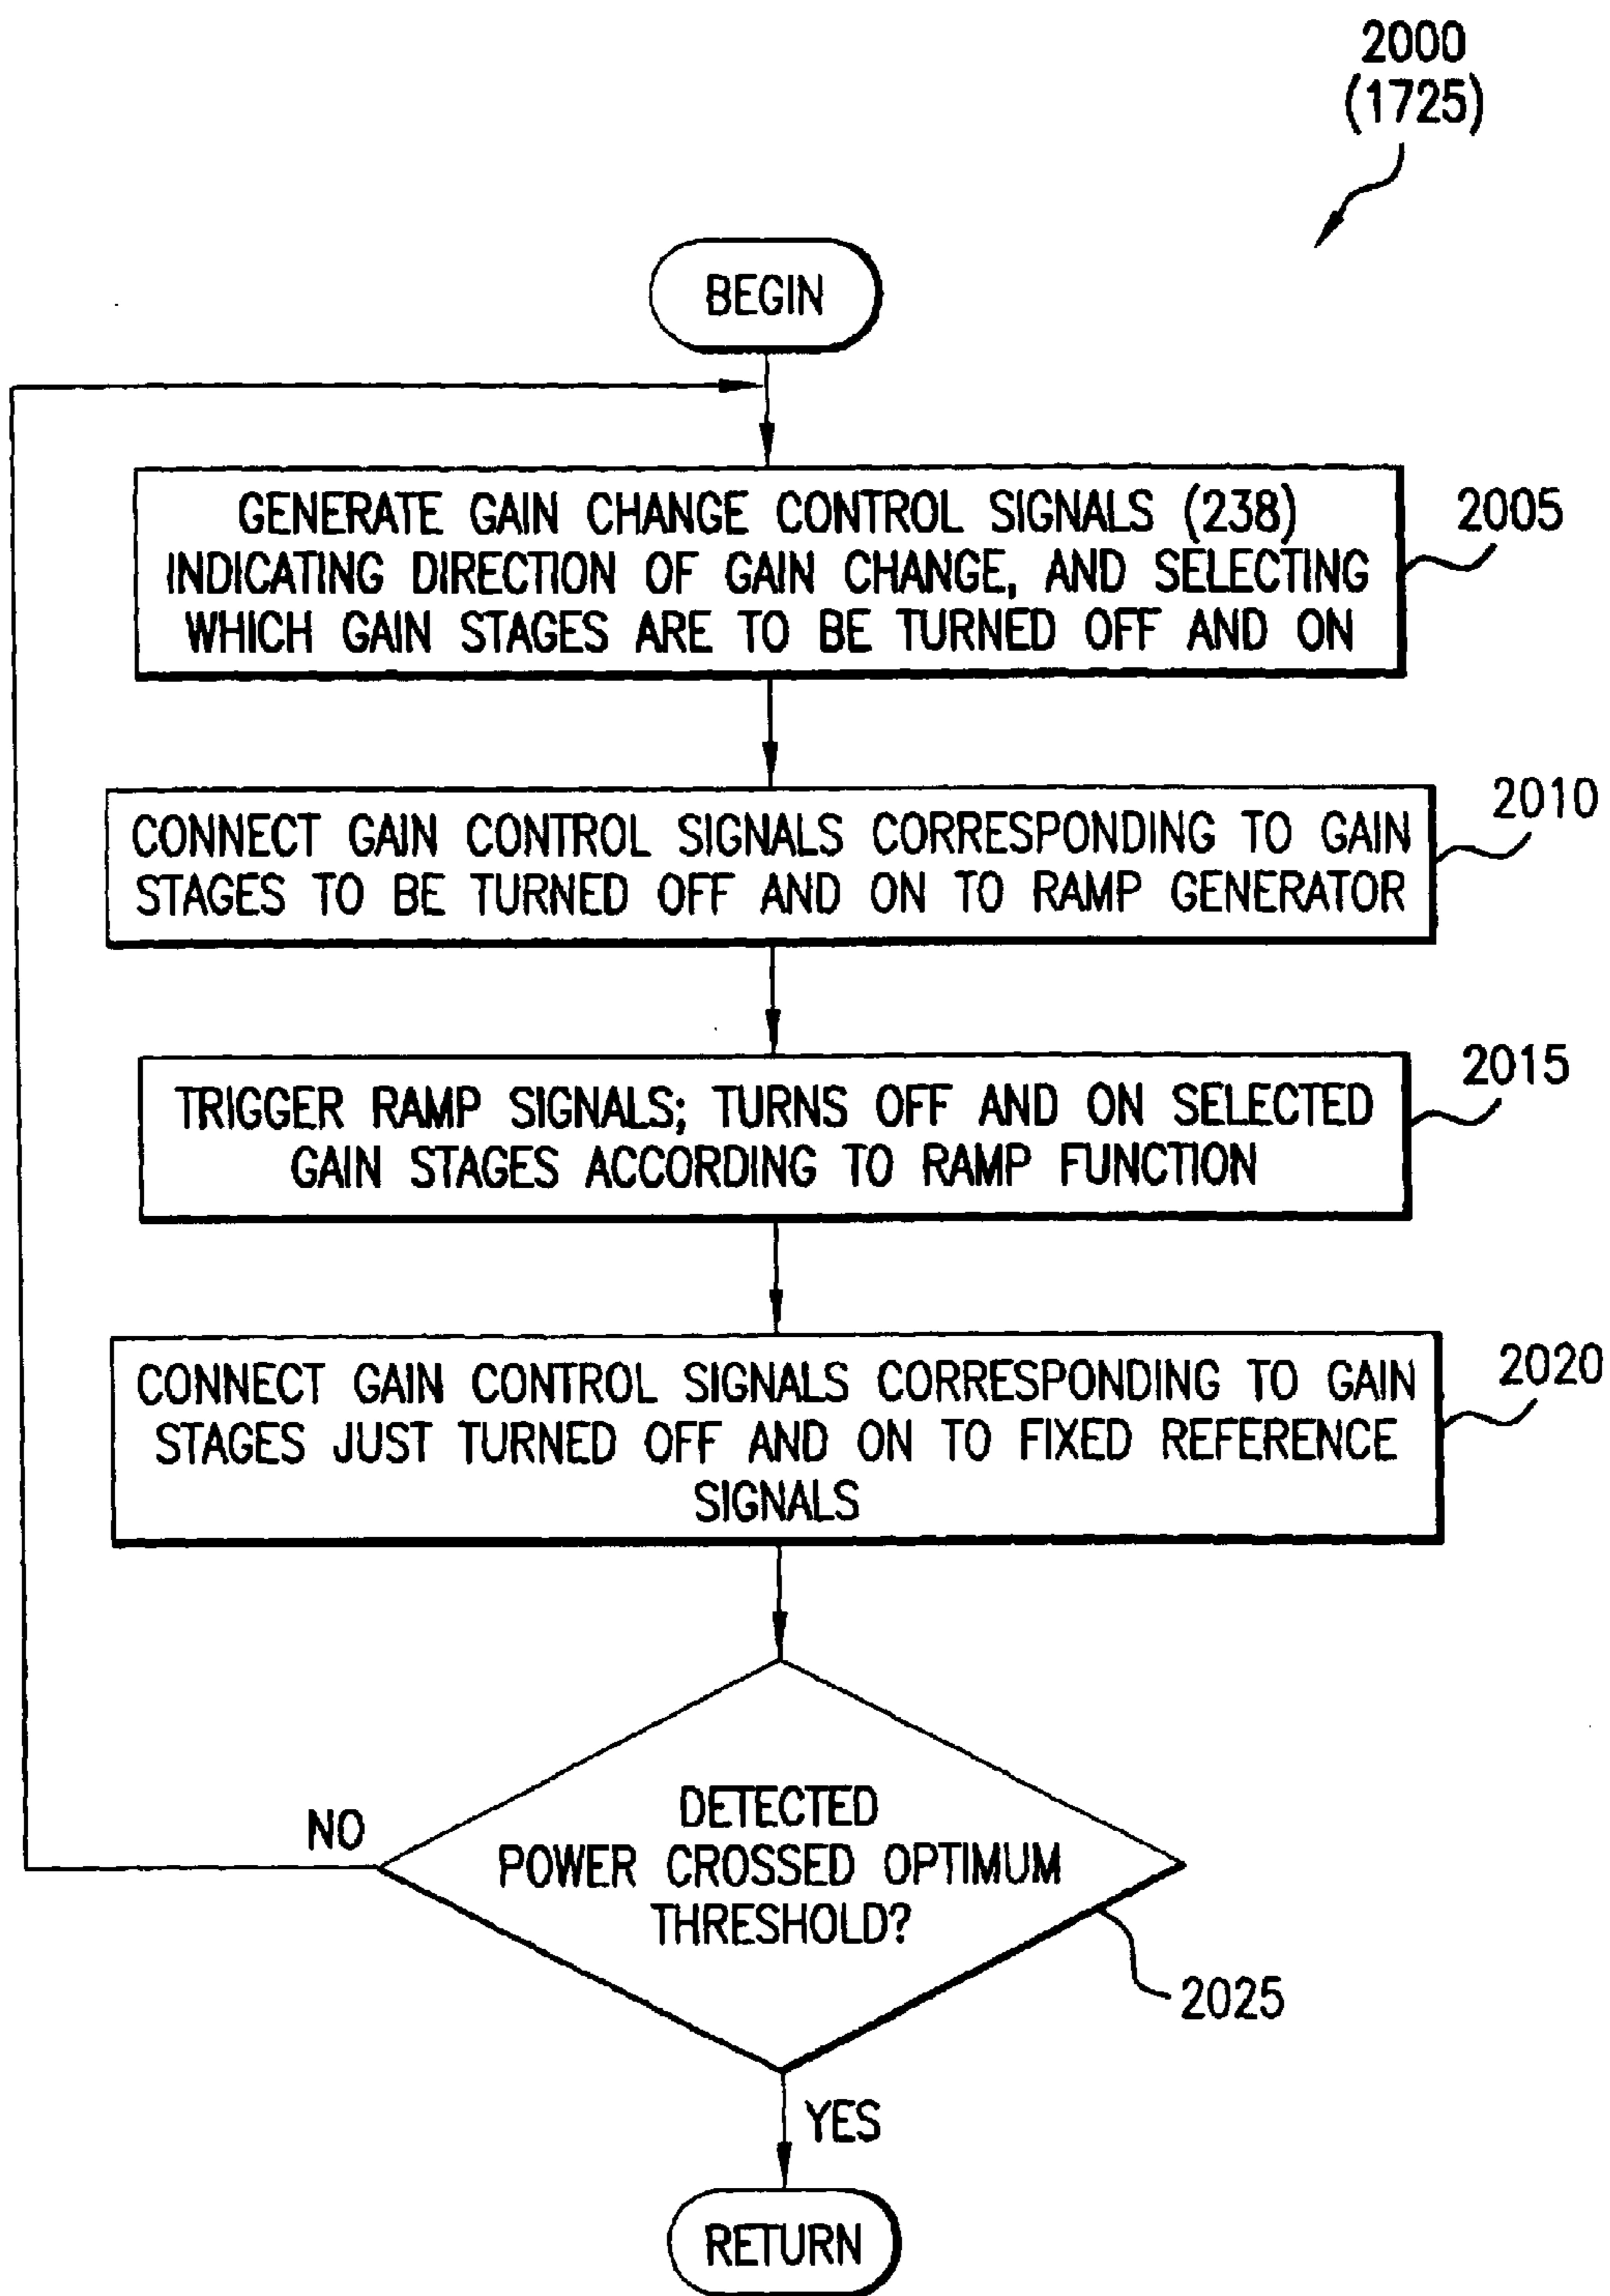 2000
(1725)
BEGIN
GENERATE GAIN CHANGE CONTROL SIGNALS (238)
INDICATING DIRECTION OF GAIN CHANGE, AND SELECTING
WHICH GAIN STAGES ARE TO BE TURNED OFF AND ON
2005
CONNECT GAIN CONTROL SIGNALS CORRESPONDING TO GAIN
STAGES TO BE TURNED OFF AND ON TO RAMP GENERATOR
2010
TRIGGER RAMP SIGNALS; TURNS OFF AND ON SELECTED
GAIN STAGES ACCORDING TO RAMP FUNCTION
2015
CONNECT GAIN CONTROL SIGNALS CORRESPONDING TO GAIN
STAGES JUST TURNED OFF AND ON TO FIXED REFERENCE
SIGNALS
2020
DETECTED
POWER CROSSED OPTIMUM
THRESHOLD?
NO
2025
YES
RETURN